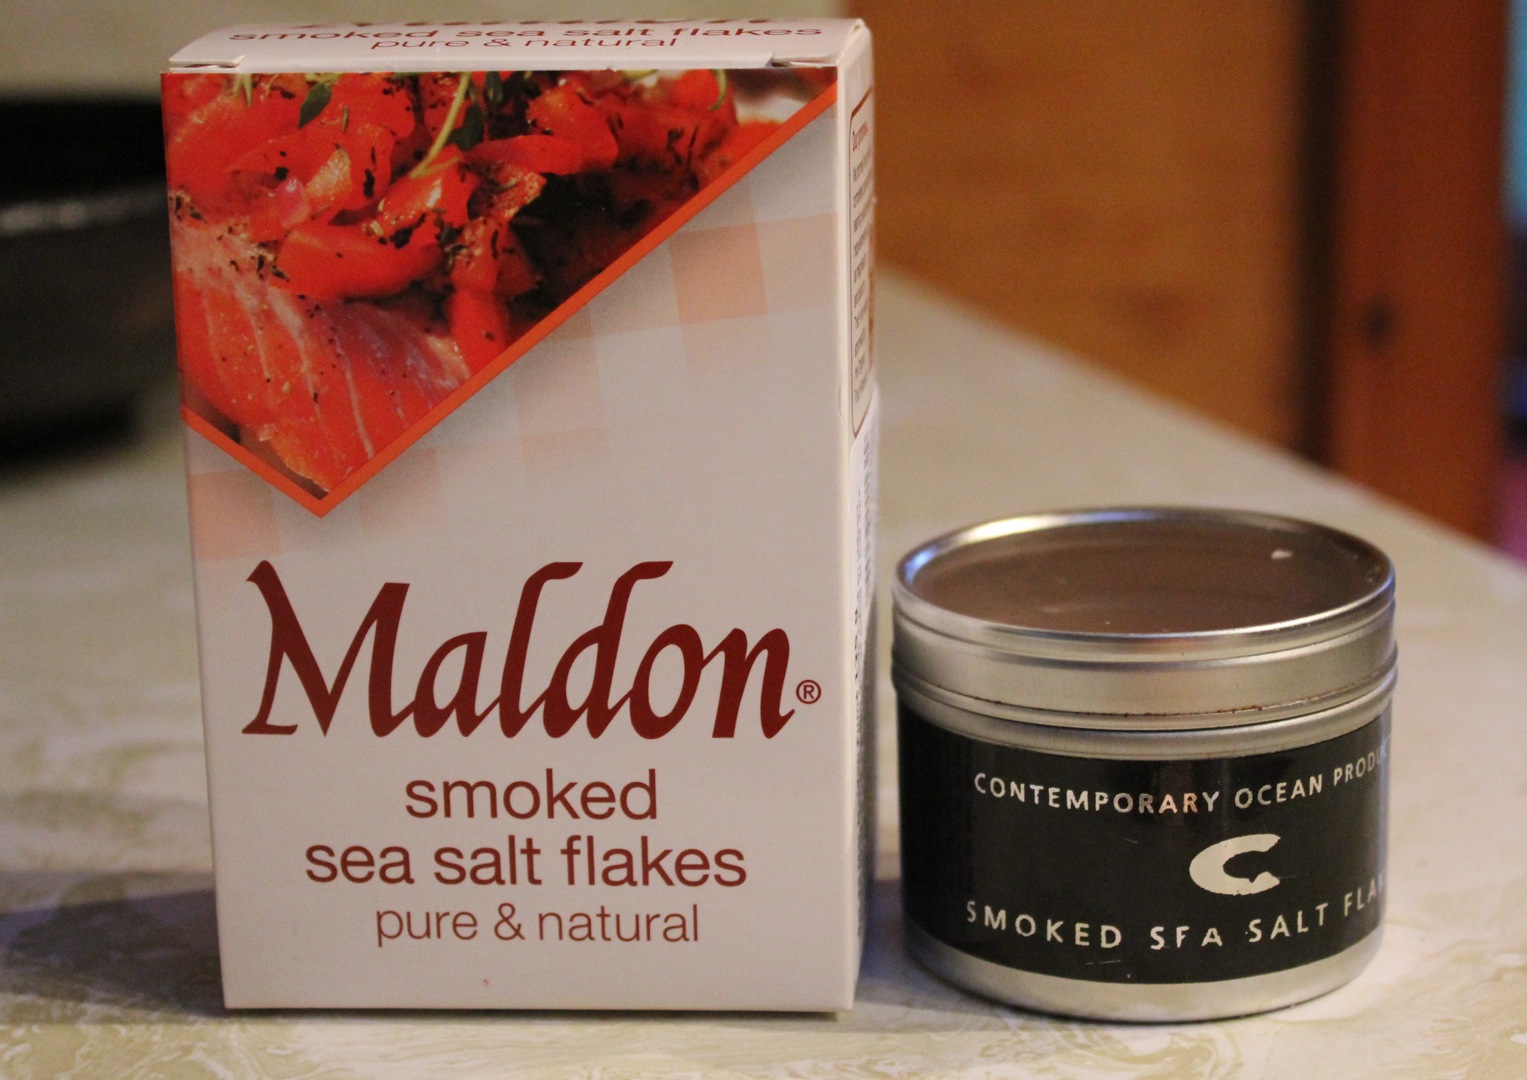 smoked sea salt flakes
pure & natural
Maldon®
smoked
sea salt flakes
pure & natural
CONTEMPORARY OCEAN PRODU
C
SMOKED SEA SALT FLA